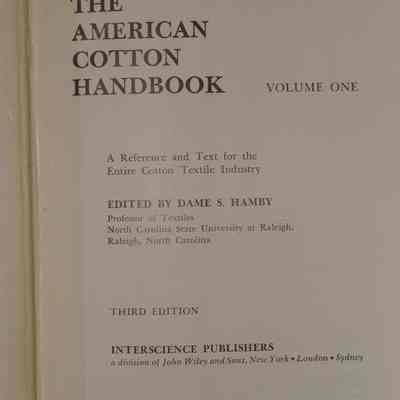 THE
AMERICAN
COTTON
HANDBOOK VOLUME ONE
A Reference and Text for the
Entire Cotton Textile Industry
EDITED BY DAME S. HAMBY
Professor of Textiles
North Carolina State University at Raleigh,
Raleigh, North Carolina
THIRD EDITION
INTERSCIENCE PUBLISHERS
a division of John Wiley and Sons, New York • London • Sydney